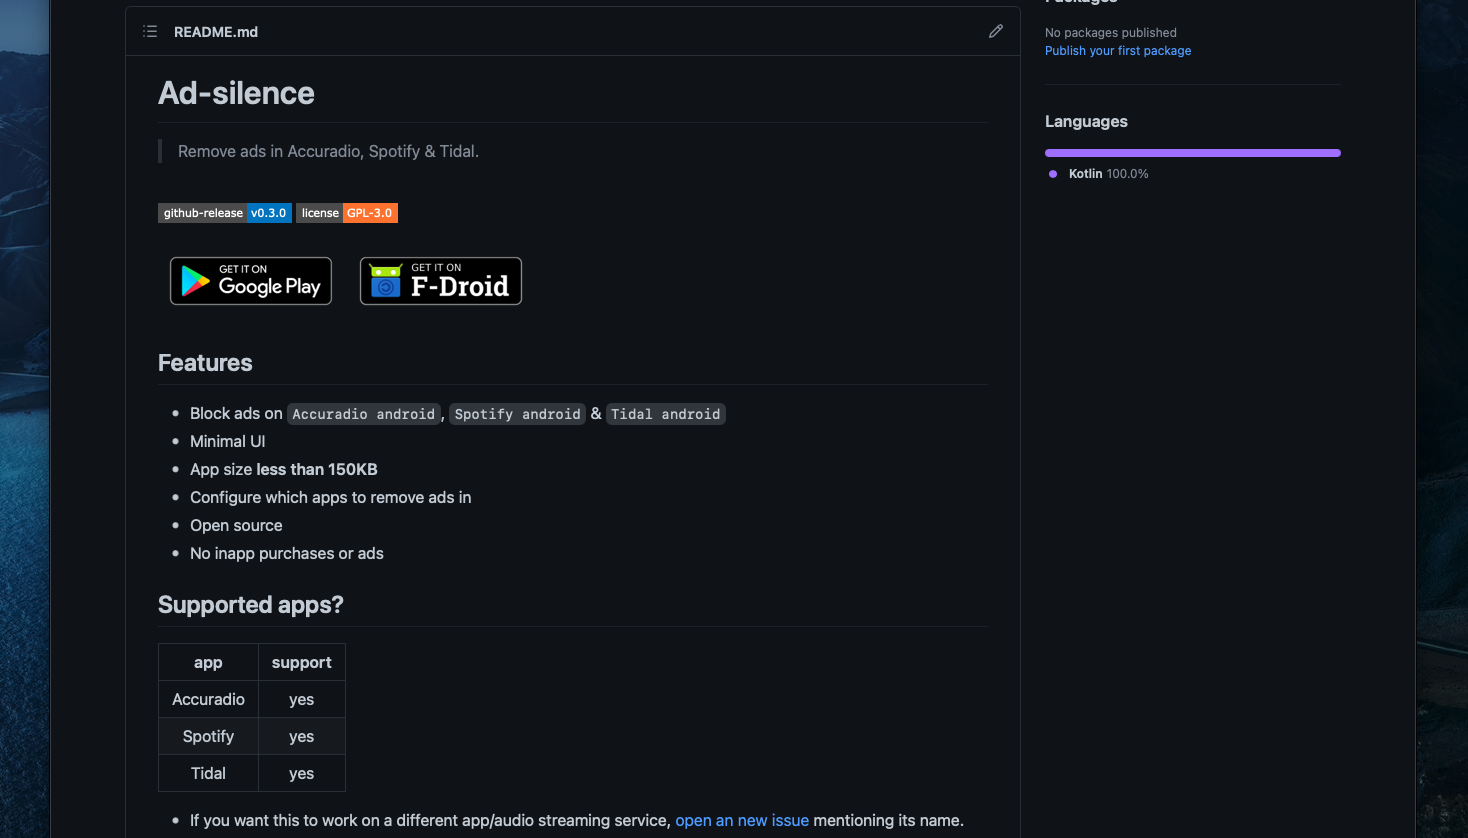 Packages
README.md
No packages published
Publish your first package
Ad-silence
Remove ads in Accuradio, Spotify & Tidal.
Languages
Kotlin 100.0%
github-release v0.3.0 license GPL-3.0
GET IT ON
Google Play
GET IT ON
F-Droid
Features
Block ads on Accuradio android, Spotify android & Tidal android
Minimal UI
App size less than 150KB
Configure which apps to remove ads in
Open source
No inapp purchases or ads
Supported apps?
app support
Accuradio yes
Spotify yes
Tidal yes
If you want this to work on a different app/audio streaming service, open an new issue mentioning its name.